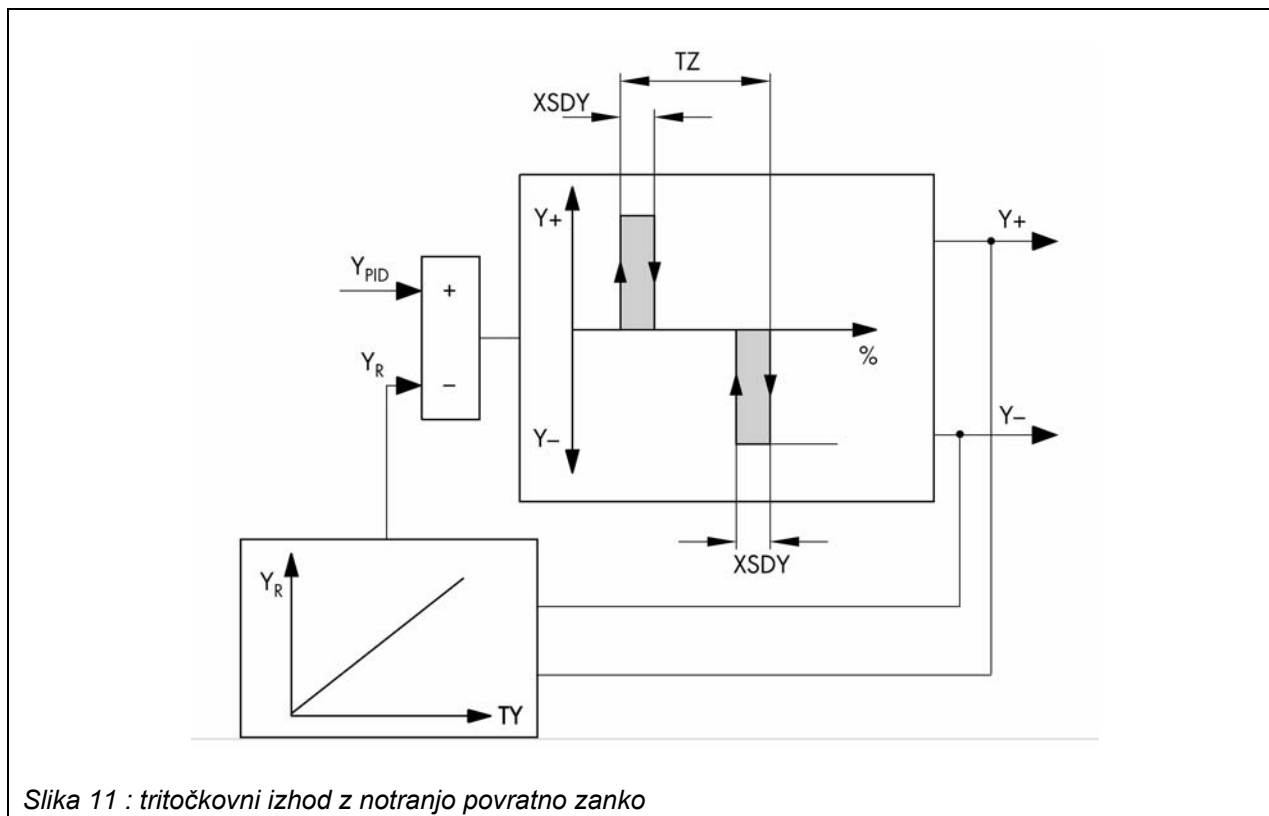 TZ
XSDY
Y+
Y+
Y_PID
+
%
Y_R
−
Y−
Y−
XSDY
Y_R
TY
Slika 11 : tritočkovni izhod z notranjo povratno zanko